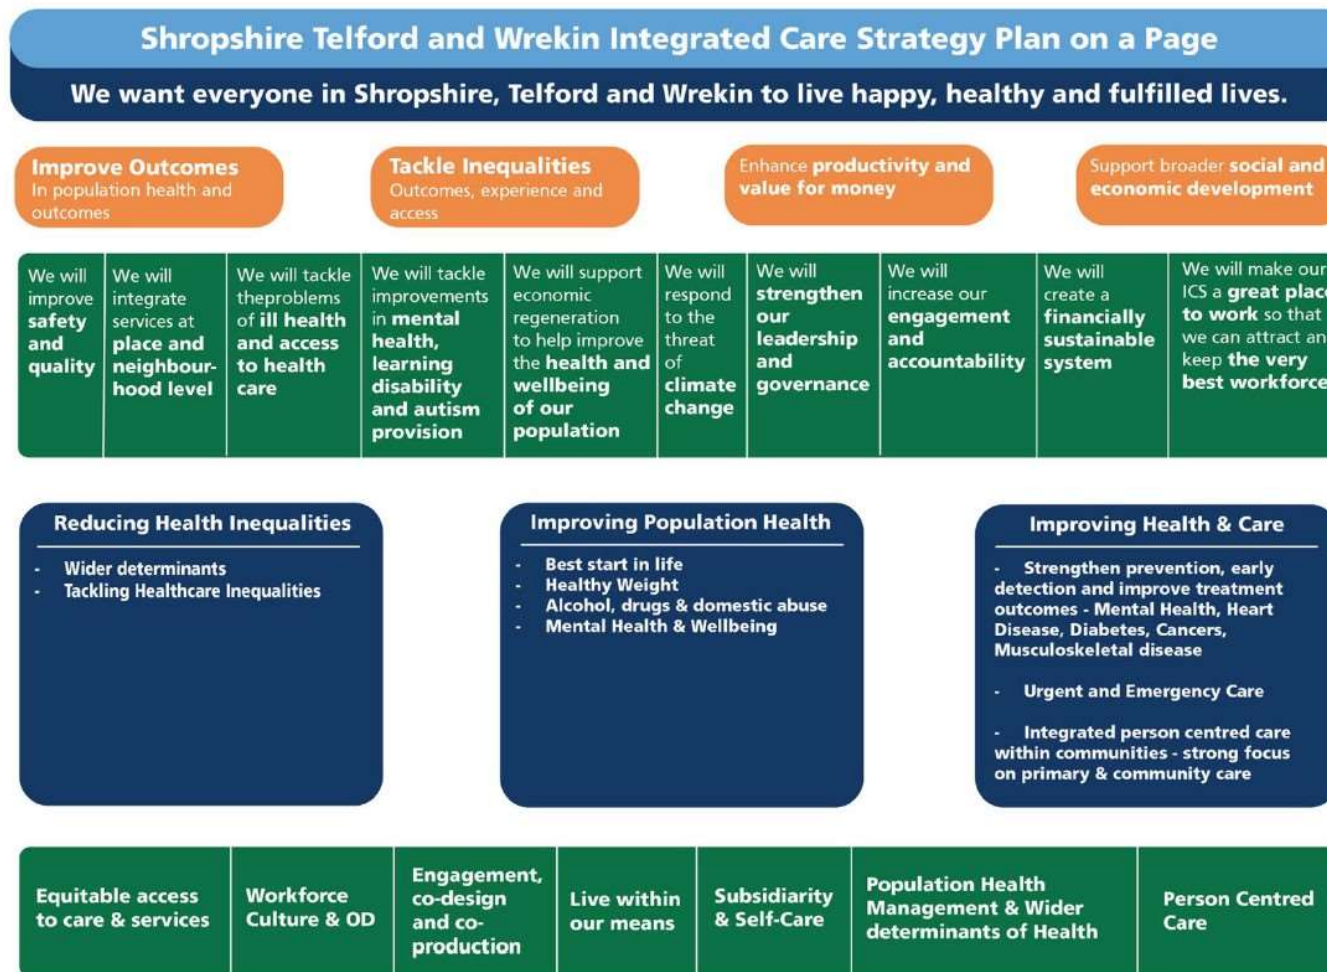 Shropshire Telford and Wrekin Integrated Care Strategy Plan on a Page
We want everyone in Shropshire, Telford and Wrekin to live happy, healthy and fulfilled lives.
Improve Outcomes
In population health and
outcomes
Tackle Inequalities
Outcomes, experience and
access
Enhance productivity and
value for money
Support broader social and
economic development
We will
improve
safety
and
quality
We will
integrate
services at
place and
neighbour-
hood level
We will tackle
theproblems
of ill health
and access
to health
care
We will tackle
improvements
in mental
health,
learning
disability
and autism
provision
We will support
economic
regeneration
to help improve
the health and
wellbeing
of our
population
We will
respond
to the
threat
of
climate
change
We will
strengthen
our
leadership
and
governance
We will
increase our
engagement
and
accountability
We will
create a
financially
sustainable
system
We will make our
ICS a great place
to work so that
we can attract an
keep the very
best workforce
Reducing Health Inequalities
- Wider determinants
- Tackling Healthcare Inequalities
Improving Population Health
- Best start in life
- Healthy Weight
- Alcohol, drugs & domestic abuse
- Mental Health & Wellbeing
Improving Health & Care
- Strengthen prevention, early
detection and improve treatment
outcomes - Mental Health, Heart
Disease, Diabetes, Cancers,
Musculoskeletal disease
- Urgent and Emergency Care
- Integrated person centred care
within communities - strong focus
on primary & community care
Equitable access
to care & services
Workforce
Culture & OD
Engagement,
co-design
and co-
production
Live within
our means
Subsidiarity
& Self-Care
Population Health
Management & Wider
determinants of Health
Person Centred
Care